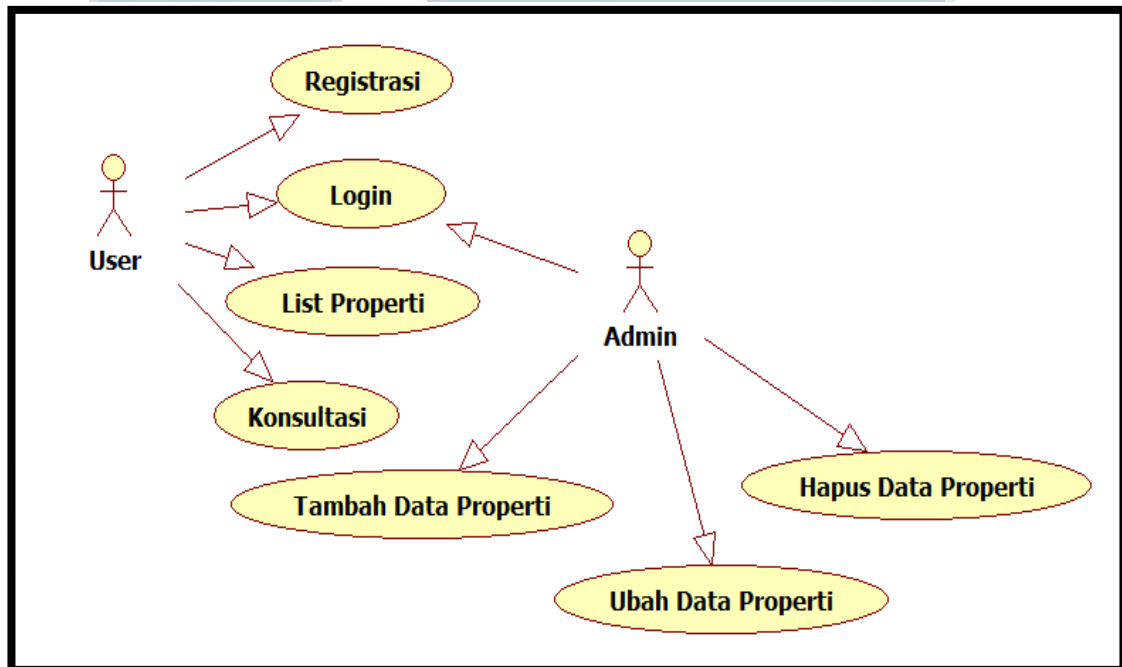 Registrasi
Login
User
List Properti
Admin
Konsultasi
Hapus Data Properti
Tambah Data Properti
Ubah Data Properti